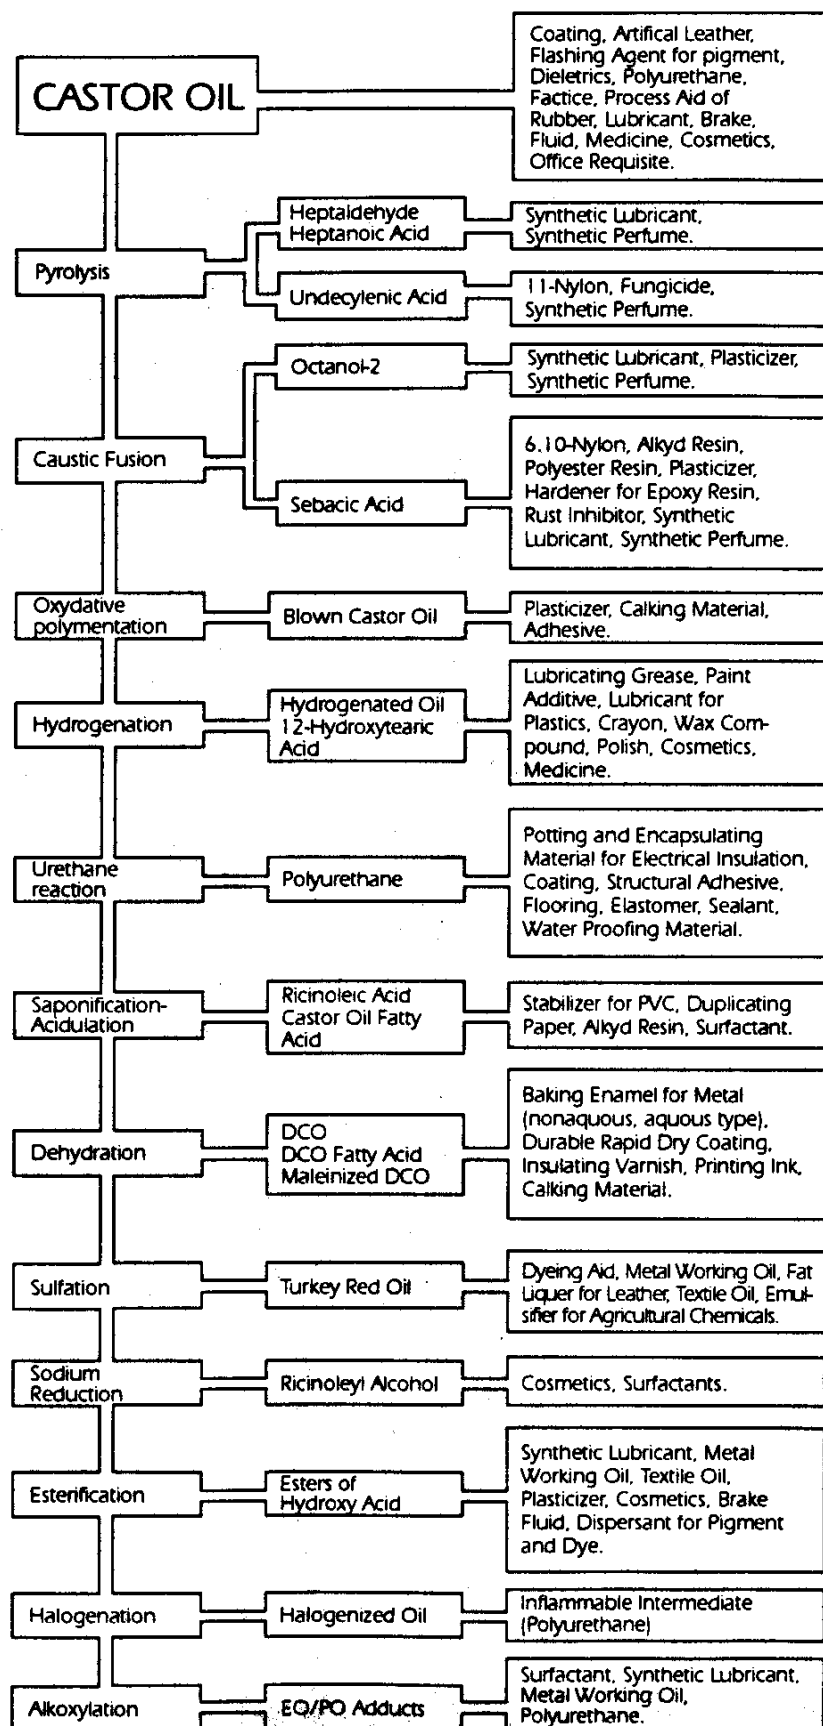 CASTOR OIL
Coating, Artifical Leather,
Flashing Agent for pigment,
Dieletrics, Polyurethane,
Factice, Process Aid of
Rubber, Lubricant, Brake,
Fluid, Medicine, Cosmetics,
Office Requisite.
Pyrolysis
Heptaldehyde
Heptanoic Acid
Synthetic Lubricant,
Synthetic Perfume.
Undecylenic Acid
11-Nylon, Fungicide,
Synthetic Perfume.
Caustic Fusion
Octanol-2
Synthetic Lubricant, Plasticizer,
Synthetic Perfume.
Sebacic Acid
6.10-Nylon, Alkyd Resin,
Polyester Resin, Plasticizer,
Hardener for Epoxy Resin,
Rust Inhibitor, Synthetic
Lubricant, Synthetic Perfume.
Oxydative
polymentation
Blown Castor Oil
Plasticizer, Calking Material,
Adhesive.
Hydrogenation
Hydrogenated Oil
12-Hydroxytearic
Acid
Lubricating Grease, Paint
Additive, Lubricant for
Plastics, Crayon, Wax Com-
pound, Polish, Cosmetics,
Medicine.
Urethane
reaction
Polyurethane
Potting and Encapsulating
Material for Electrical Insulation,
Coating, Structural Adhesive,
Flooring, Elastomer, Sealant,
Water Proofing Material.
Saponification-
Acidulation
Ricinoleic Acid
Castor Oil Fatty
Acid
Stabilizer for PVC, Duplicating
Paper, Alkyd Resin, Surfactant.
Dehydration
DCO
DCO Fatty Acid
Maleinized DCO
Baking Enamel for Metal
(nonaquous, aquous type),
Durable Rapid Dry Coating,
Insulating Varnish, Printing Ink,
Calking Material.
Sulfation
Turkey Red Oil
Dyeing Aid, Metal Working Oil, Fat
Liquer for Leather, Textile Oil, Emul-
sifier for Agricultural Chemicals.
Sodium
Reduction
Ricinoleyl Alcohol
Cosmetics, Surfactants.
Esterification
Esters of
Hydroxy Acid
Synthetic Lubricant, Metal
Working Oil, Textile Oil,
Plasticizer, Cosmetics, Brake
Fluid, Dispersant for Pigment
and Dye.
Halogenation
Halogenized Oil
Inflammable Intermediate
(Polyurethane)
Alkoxylation
EO/PO Adducts
Surfactant, Synthetic Lubricant,
Metal Working Oil,
Polyurethane.